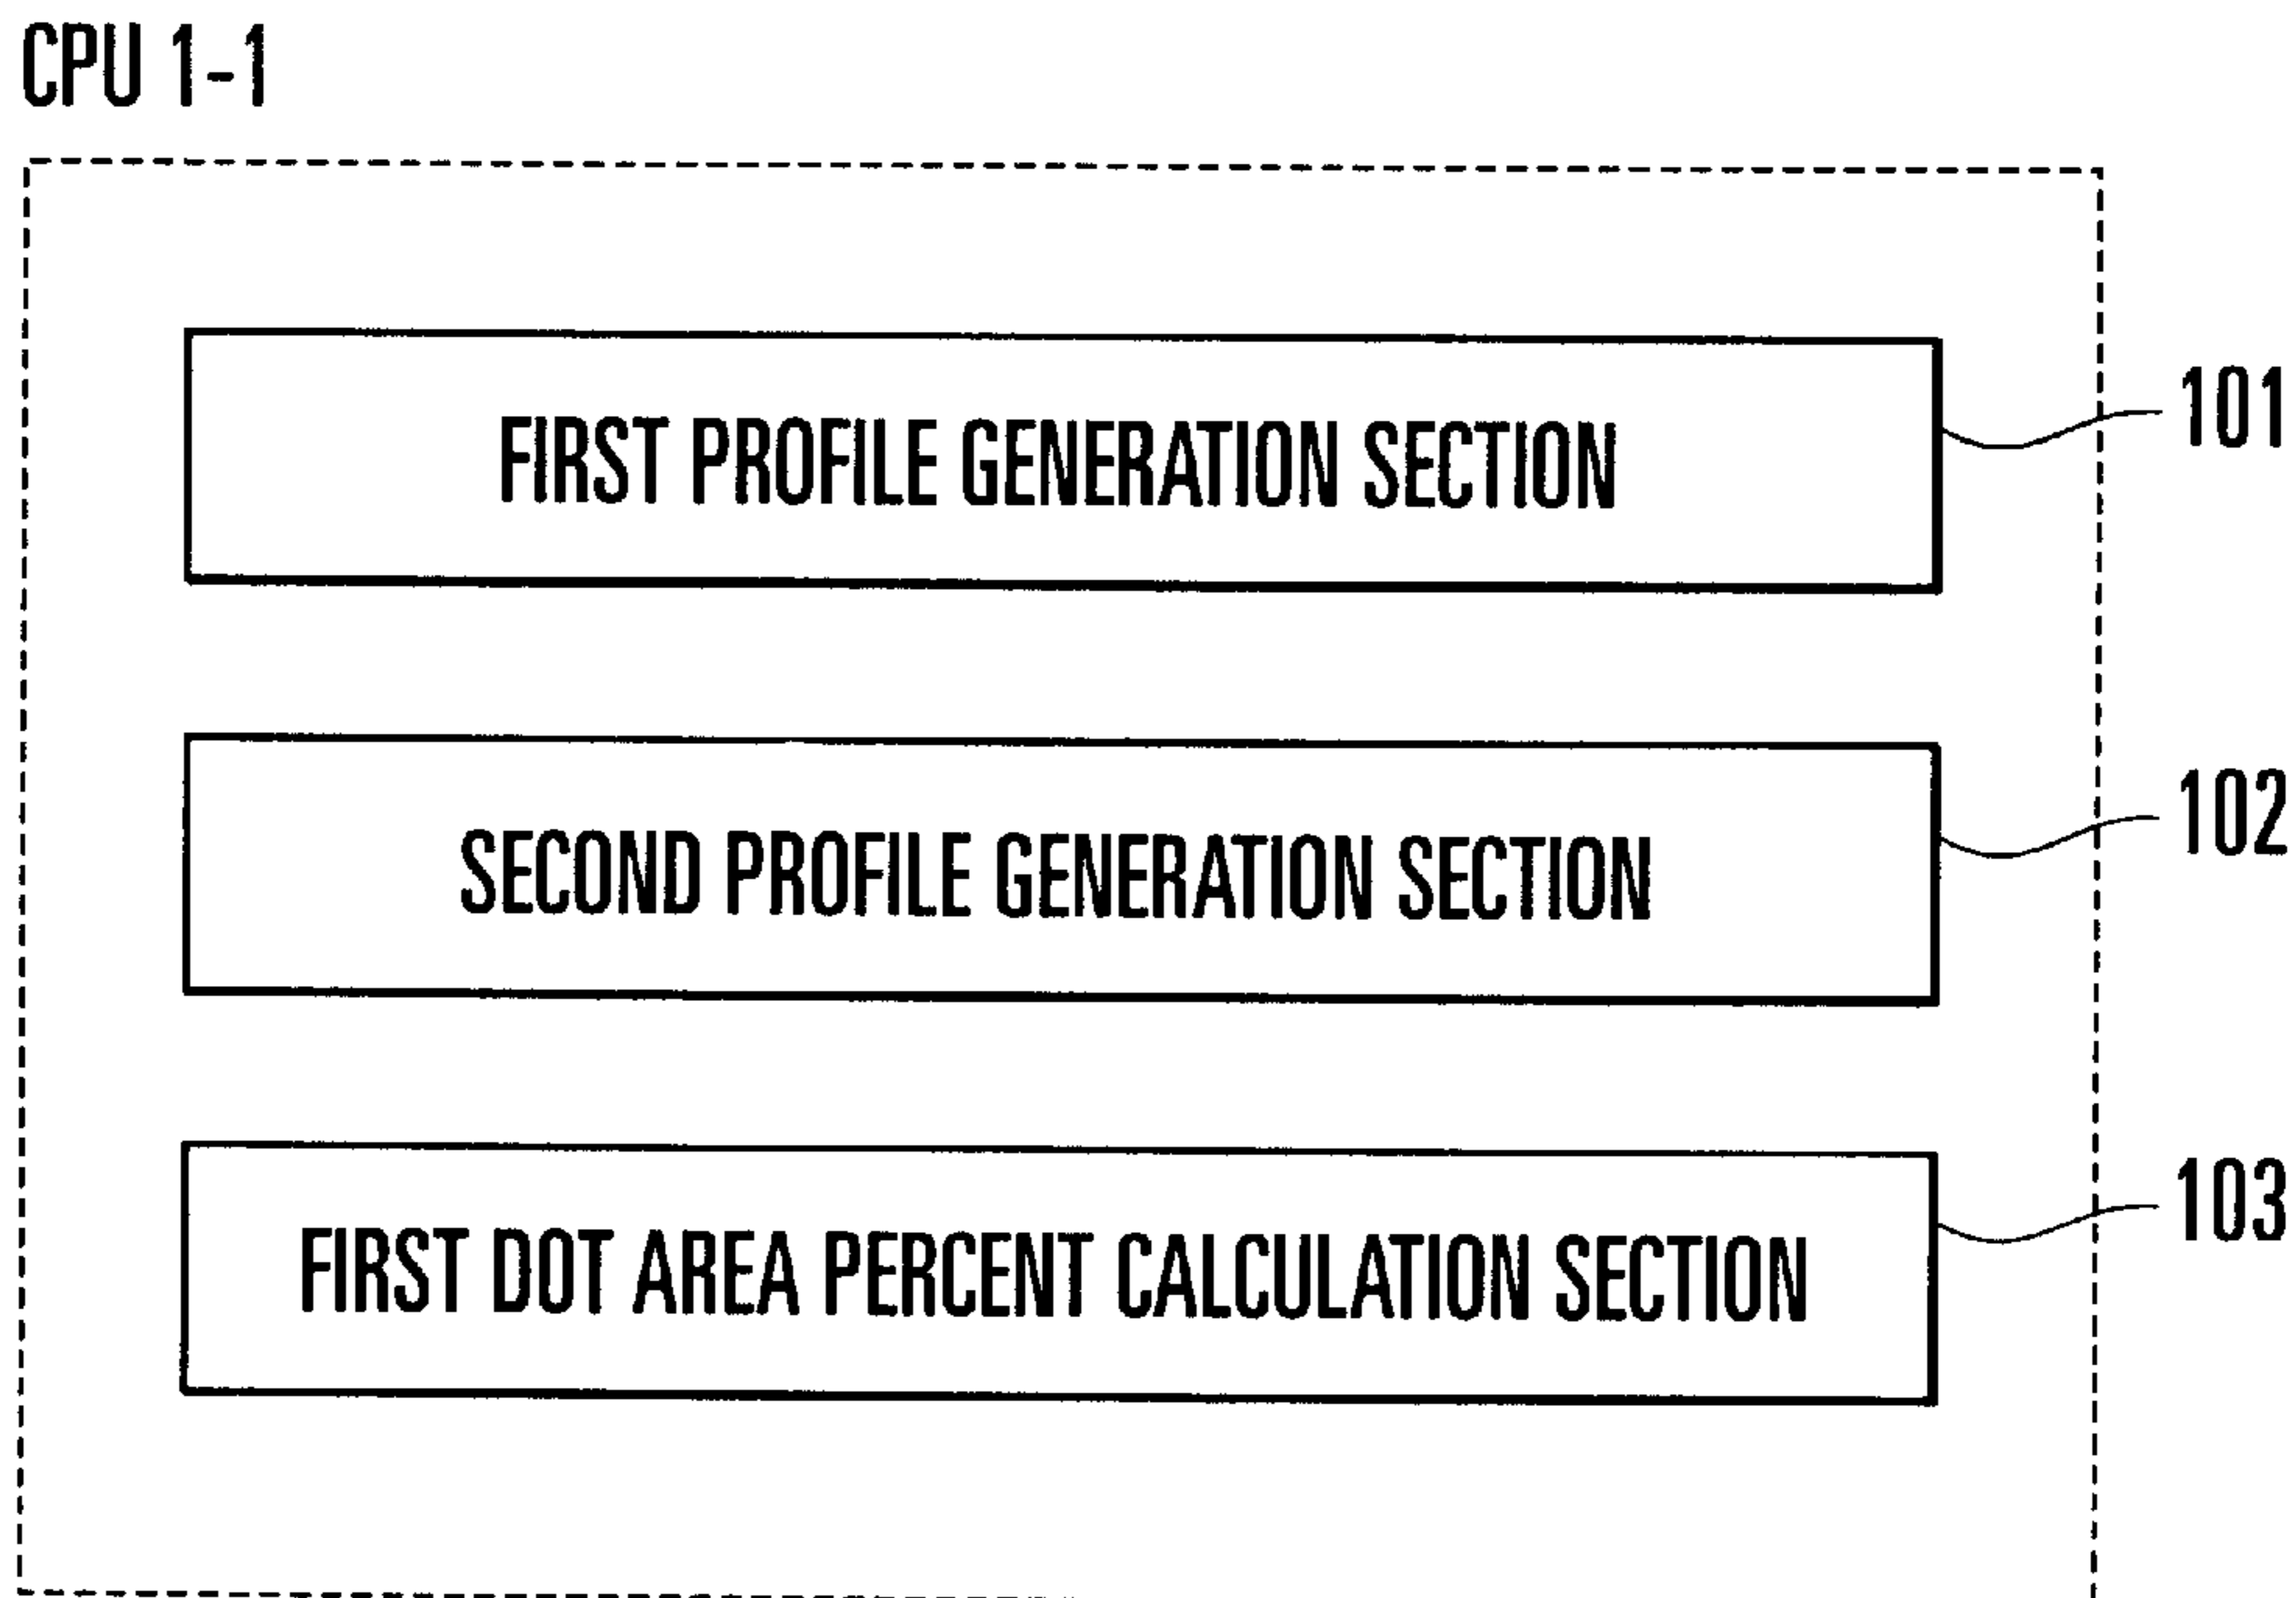 CPU 1-1
FIRST PROFILE GENERATION SECTION
101
SECOND PROFILE GENERATION SECTION
102
FIRST DOT AREA PERCENT CALCULATION SECTION
103